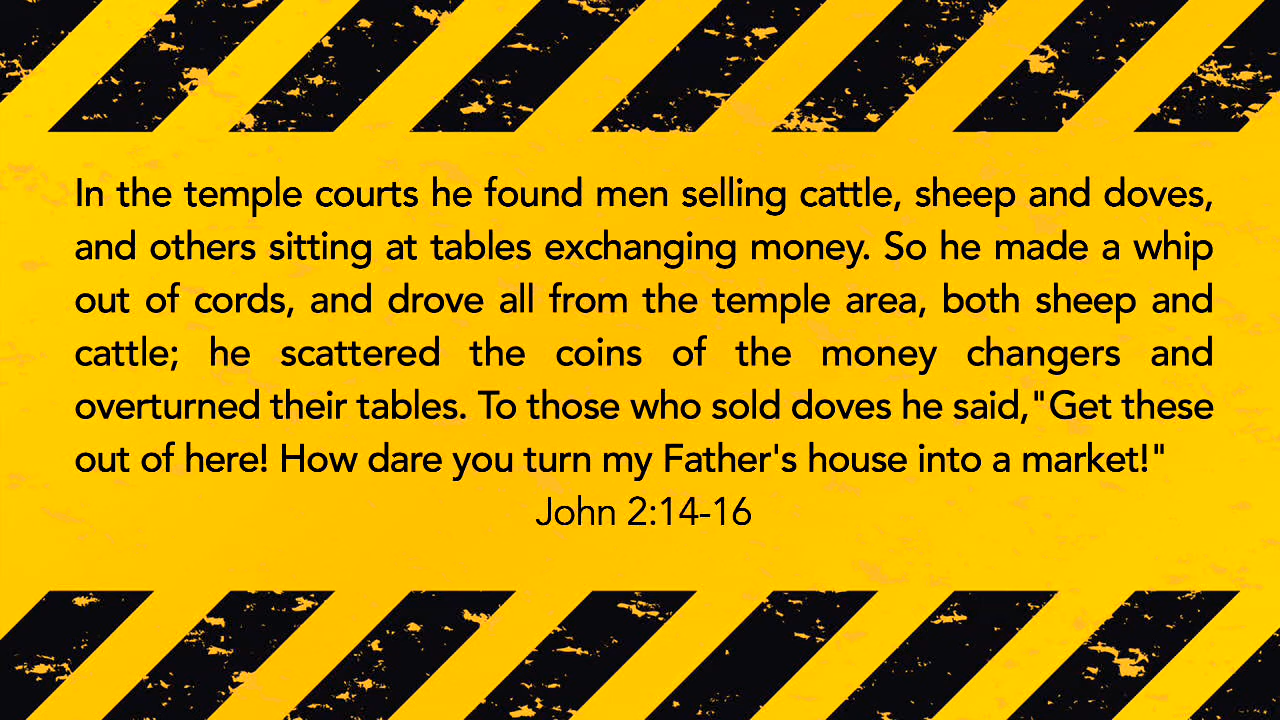 In the temple courts he found men selling cattle, sheep and doves,
and others sitting at tables exchanging money. So he made a whip
out of cords, and drove all from the temple area, both sheep and
cattle; he scattered the coins of the money changers and
overturned their tables. To those who sold doves he said,"Get these
out of here! How dare you turn my Father's house into a market!"
John 2:14-16